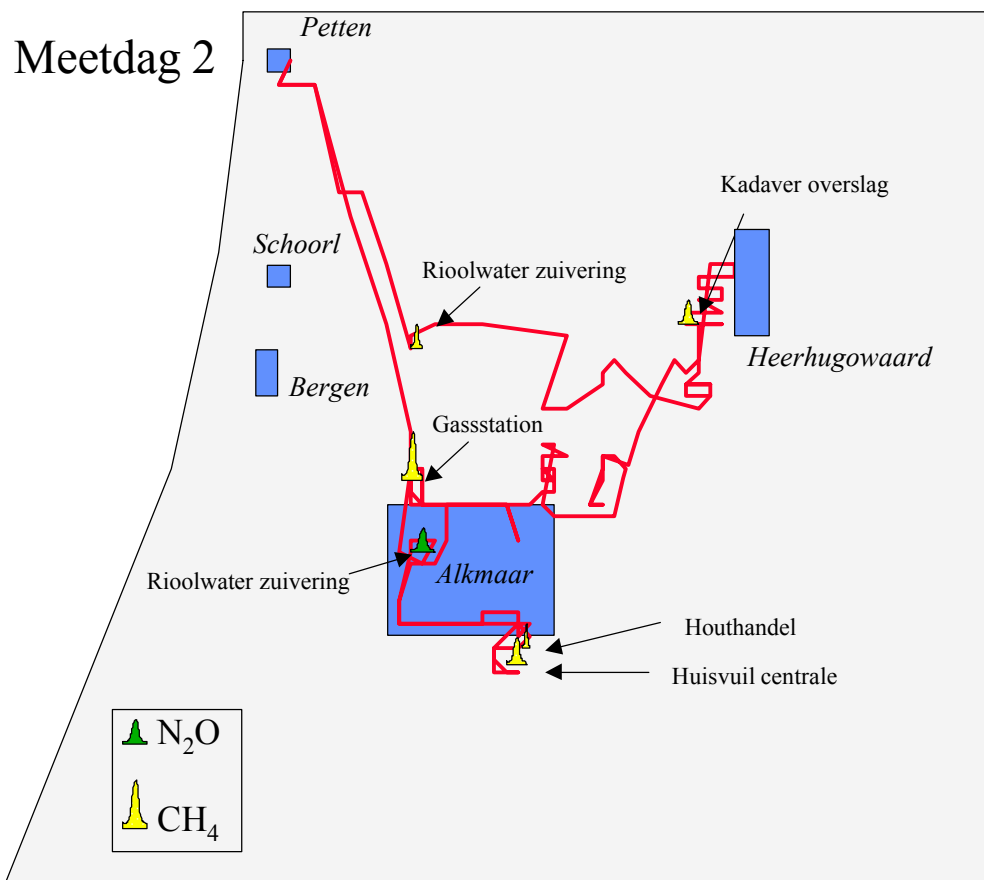 Meetdag 2
Petten
Kadaver overslag
Schoorl
Rioolwater zuivering
Heerhugowaard
Bergen
Gassstation
Rioolwater zuivering
Alkmaar
Houthandel
Huisvuil centrale
N₂O
CH₄